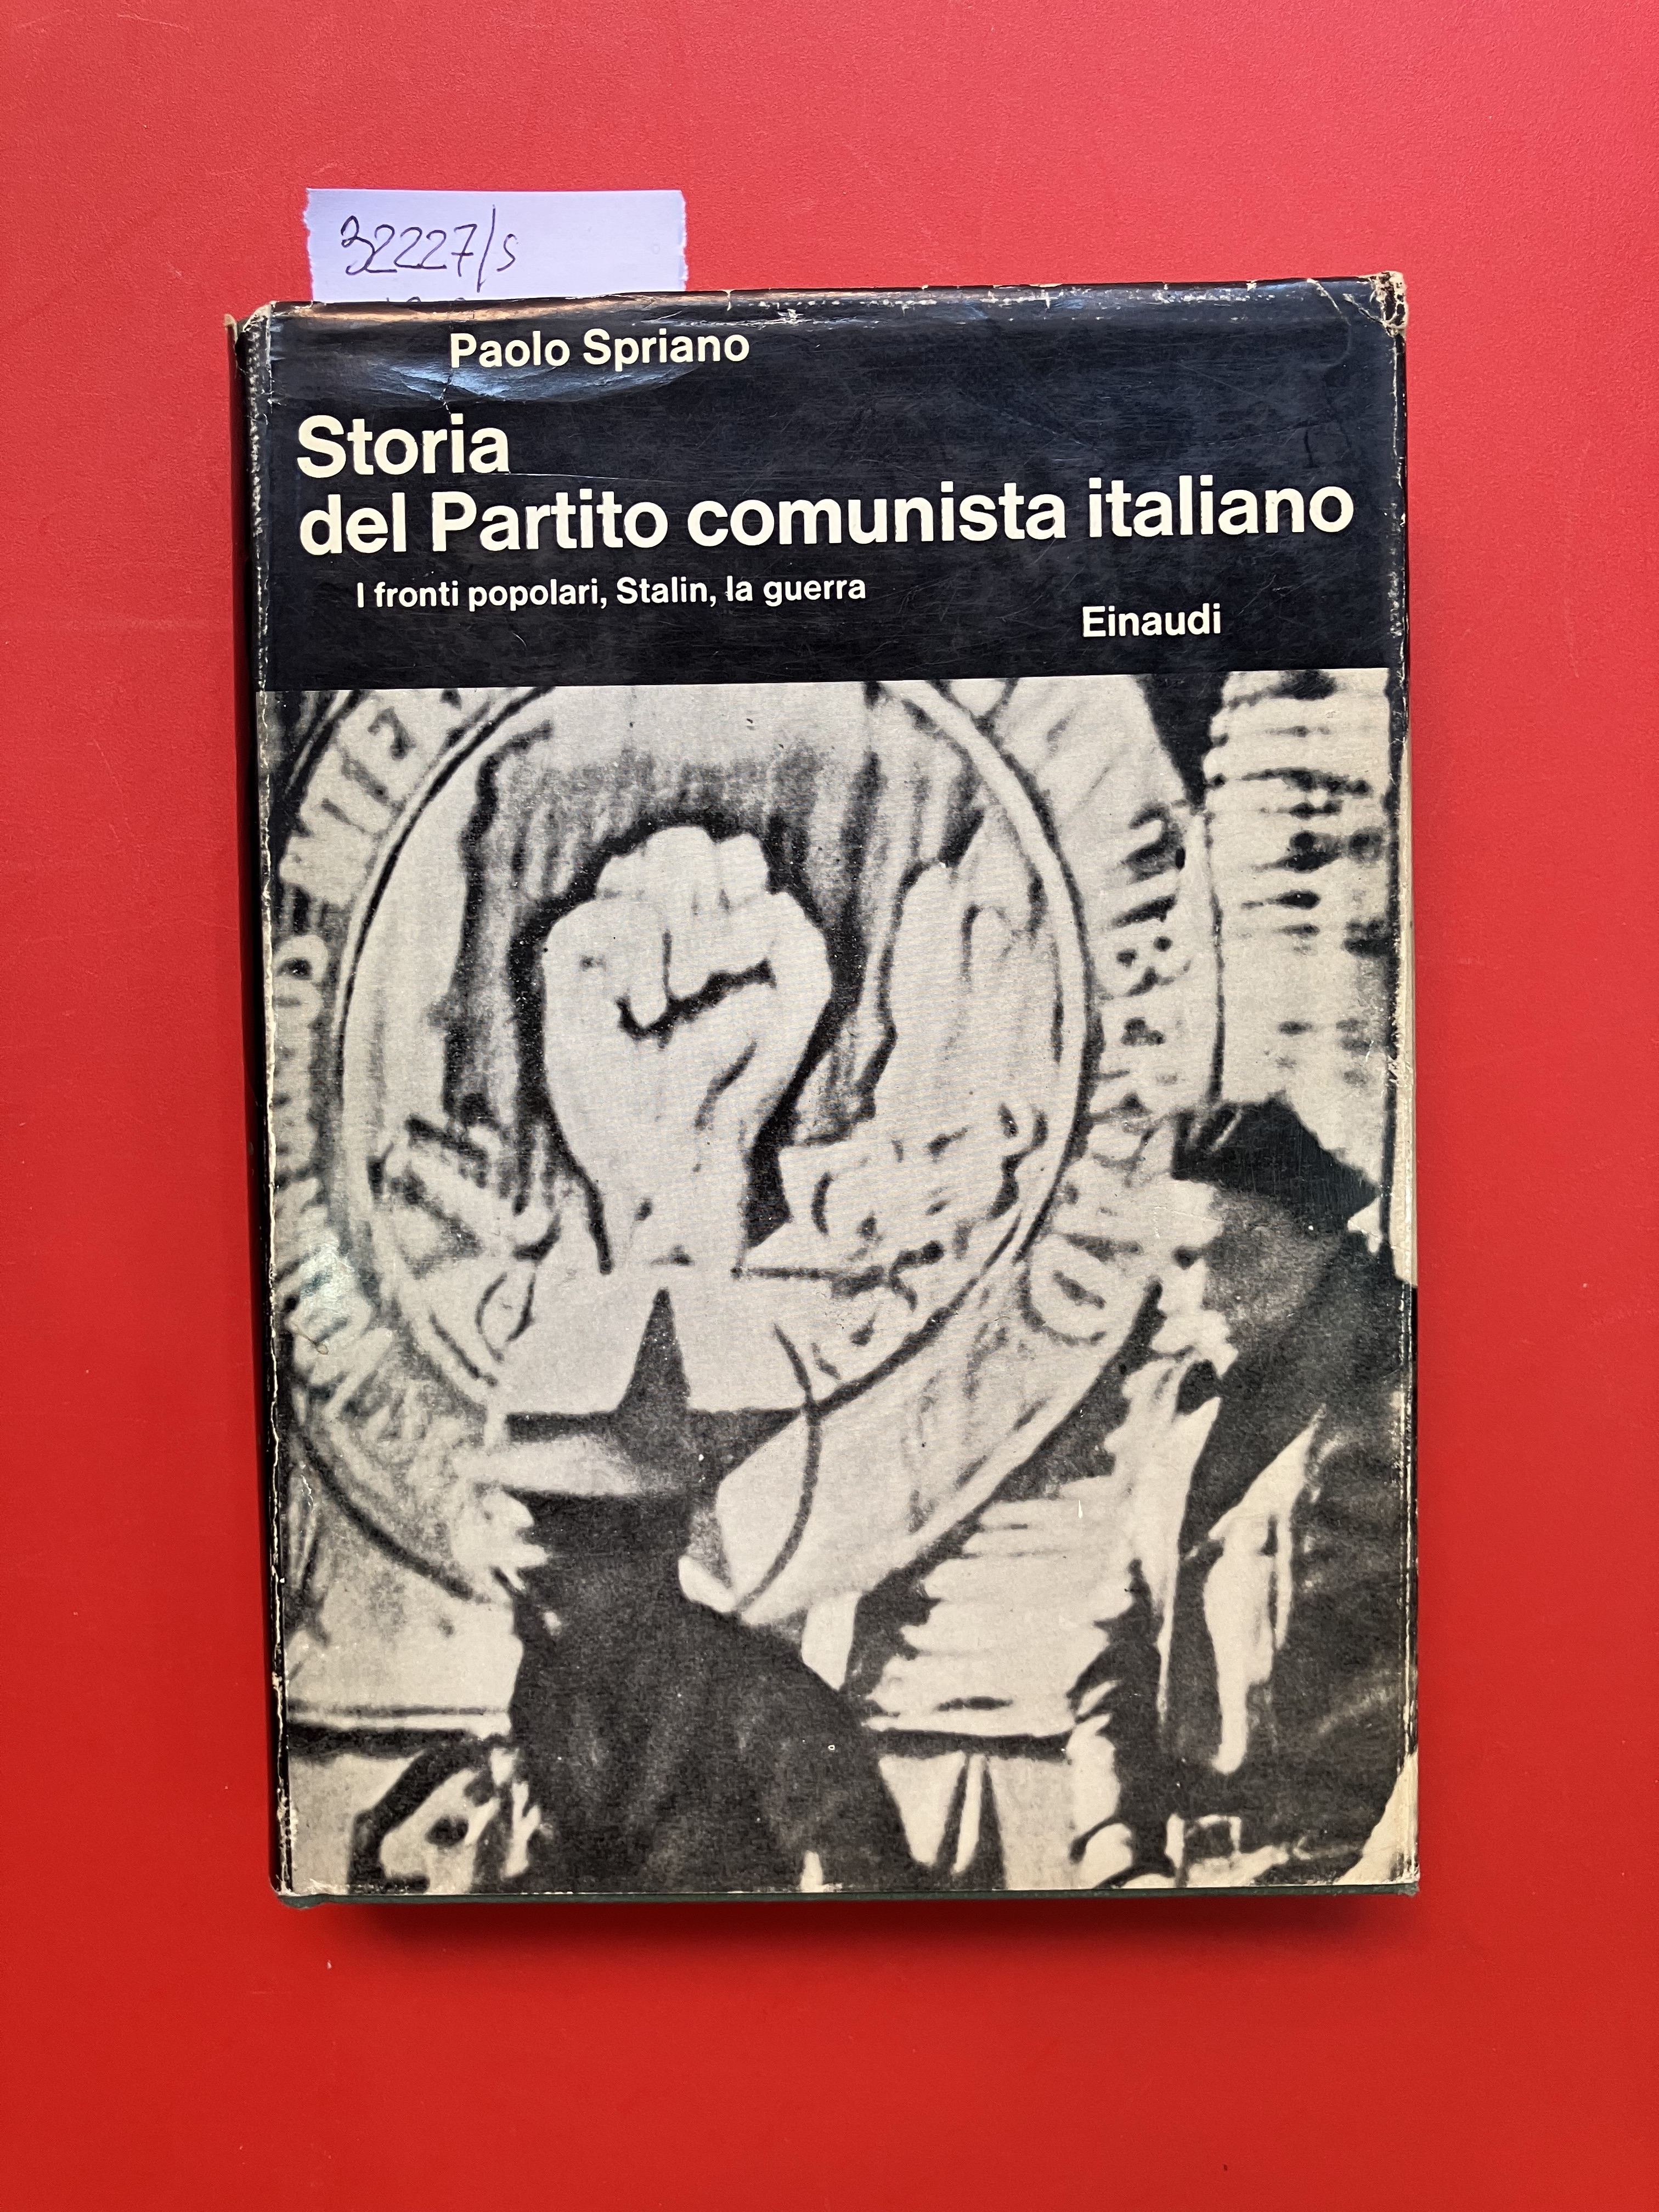 32227/S
Paolo Spriano
Storia
del Partito comunista italiano
I fronti popolari, Stalin, la guerra
Einaudi